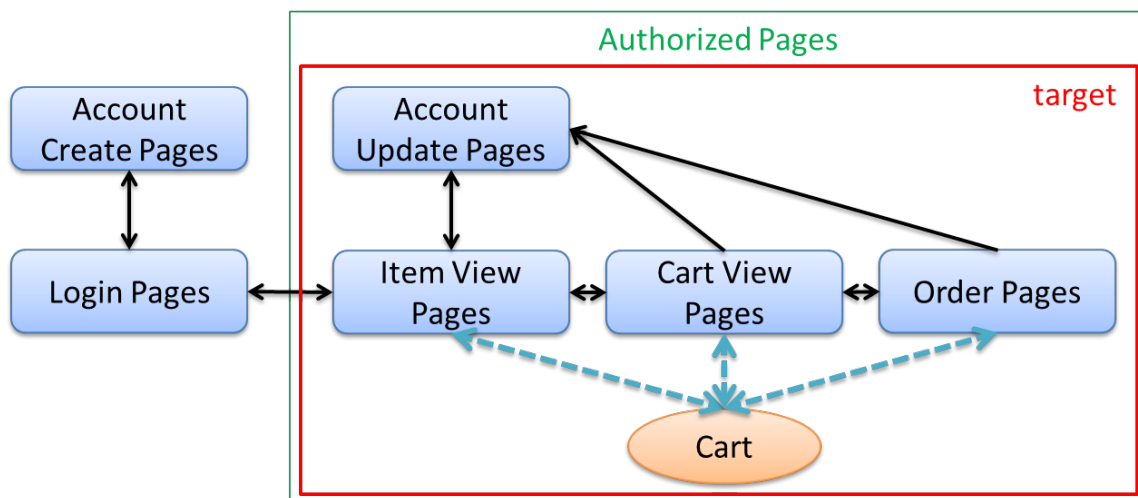 Authorized Pages
target
Account
Create Pages
Account
Update Pages
Login Pages
Item View
Pages
Cart View
Pages
Order Pages
Cart